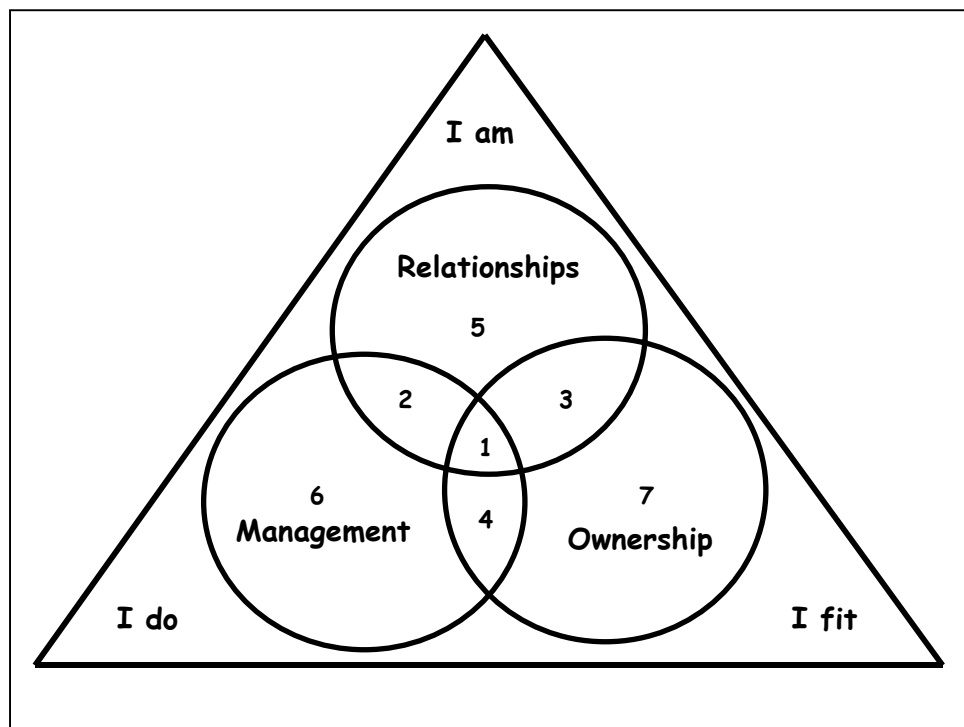 I am
Relationships
5
2
3
1
6
7
4
Management
Ownership
I do
I fit